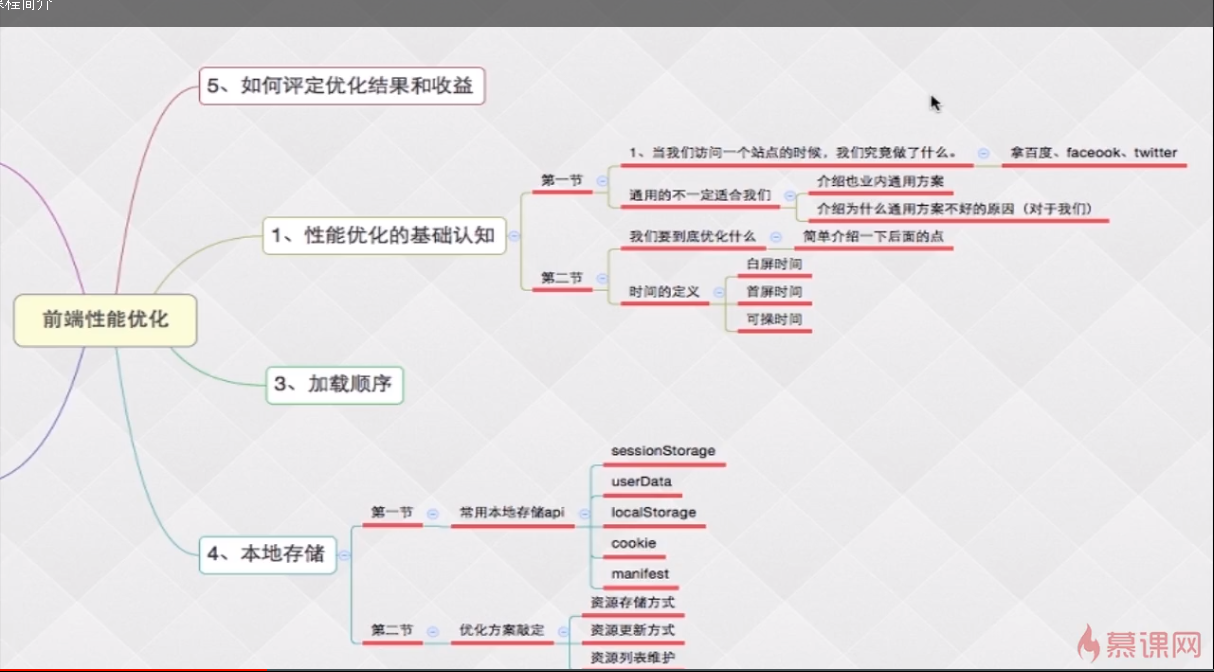 课程简介
5、如何评定优化结果和收益
1、当我们访问一个站点的时候，我们究竟做了什么。
拿百度、faceook、twitter
第一节
通用的不一定适合我们
介绍也业内通用方案
介绍为什么通用方案不好的原因（对于我们）
1、性能优化的基础认知
我们要到底优化什么
简单介绍一下后面的点
第二节
时间的定义
白屏时间
首屏时间
可操时间
前端性能优化
3、加载顺序
sessionStorage
userData
第一节
常用本地存储api
localStorage
cookie
manifest
4、本地存储
第二节
优化方案敲定
资源存储方式
资源更新方式
资源列表维护
慕课网